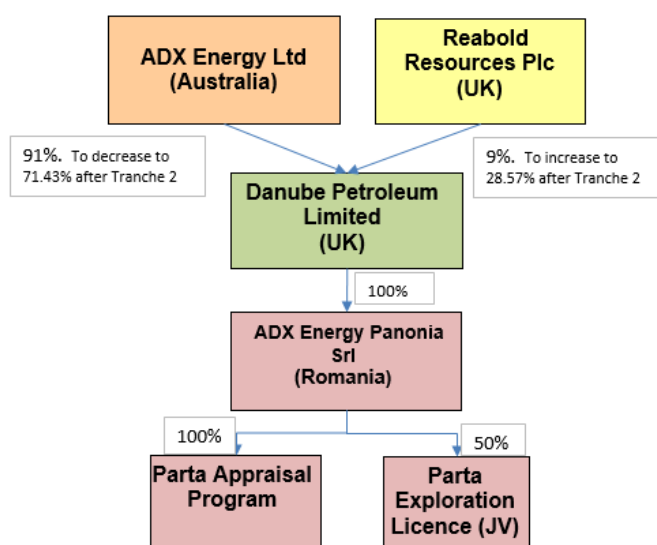 ADX Energy Ltd
(Australia)
Reabold
Resources Plc
(UK)
91%. To decrease to
71.43% after Tranche 2
9%. To increase to
28.57% after Tranche 2
Danube Petroleum
Limited
(UK)
100%
ADX Energy Panonia
Srl
(Romania)
100%
50%
Parta Appraisal
Program
Parta
Exploration
Licence (JV)